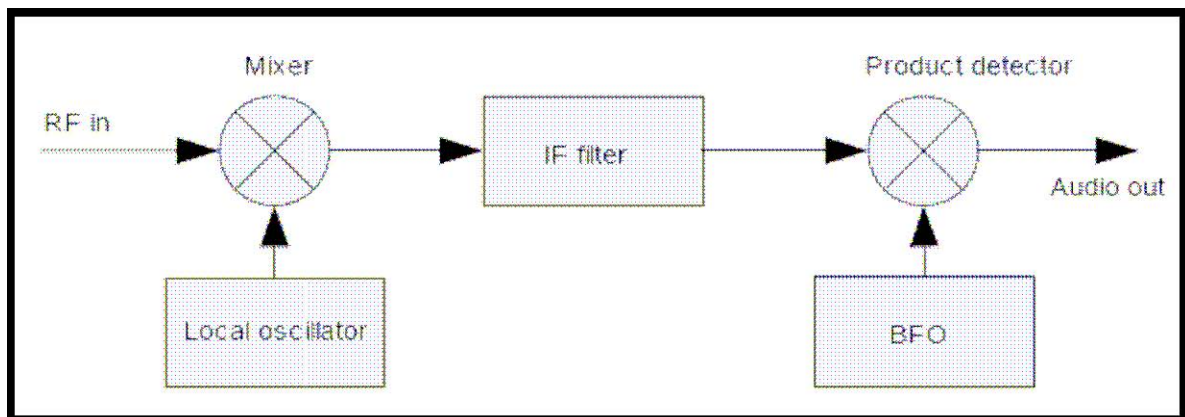 Mixer
Product detector
RF in
IF filter
Audio out
Local oscillator
BFO